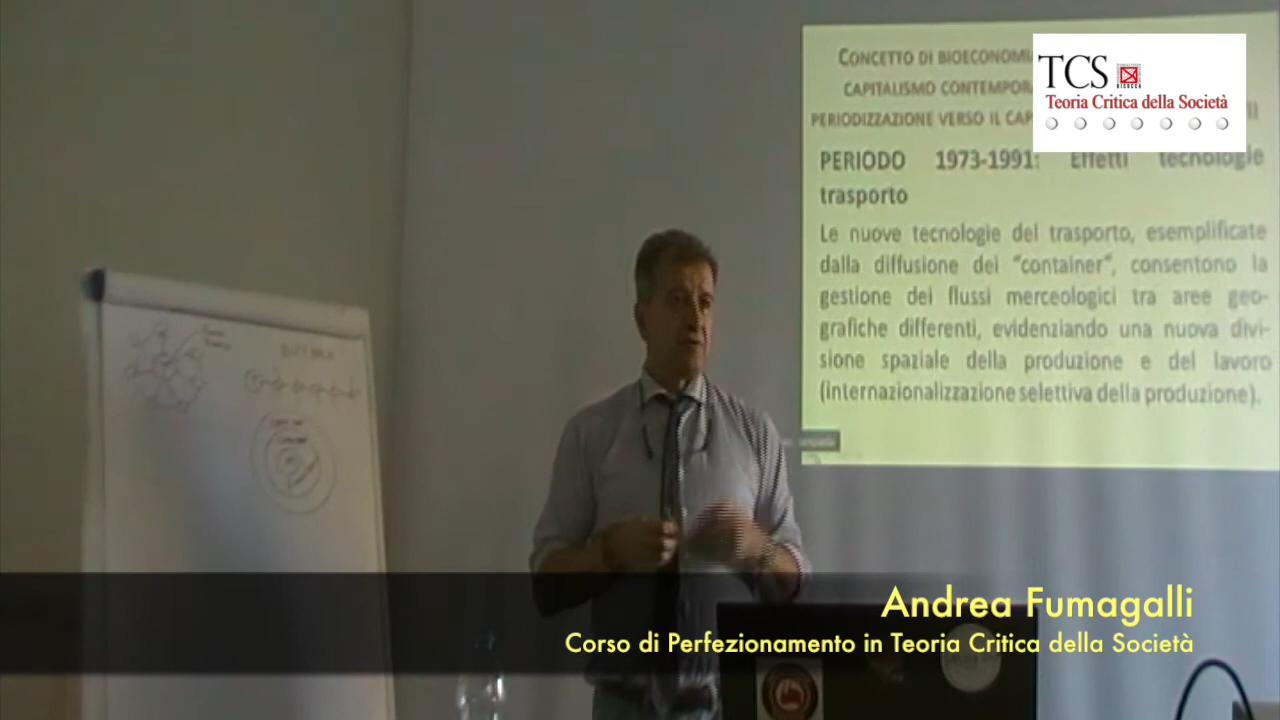 CONCETTO DI BIOECONOMIA
CAPITALISMO CONTEMPOR
PERIODIZZAZIONE VERSO IL CAP
TCS
BICOCCA
Teoria Critica della Società
PERIODO 1973-1991: Effetti tecnologie
trasporto
Le nuove tecnologie del trasporto, esemplificate
dalla diffusione dei "container", consentono la
gestione dei flussi merceologici tra aree geo-
grafiche differenti, evidenziando una nuova divi-
sione spaziale della produzione e del lavoro
(internazionalizzazione selettiva della produzione).
Andrea Fumagalli
Corso di Perfezionamento in Teoria Critica della Società